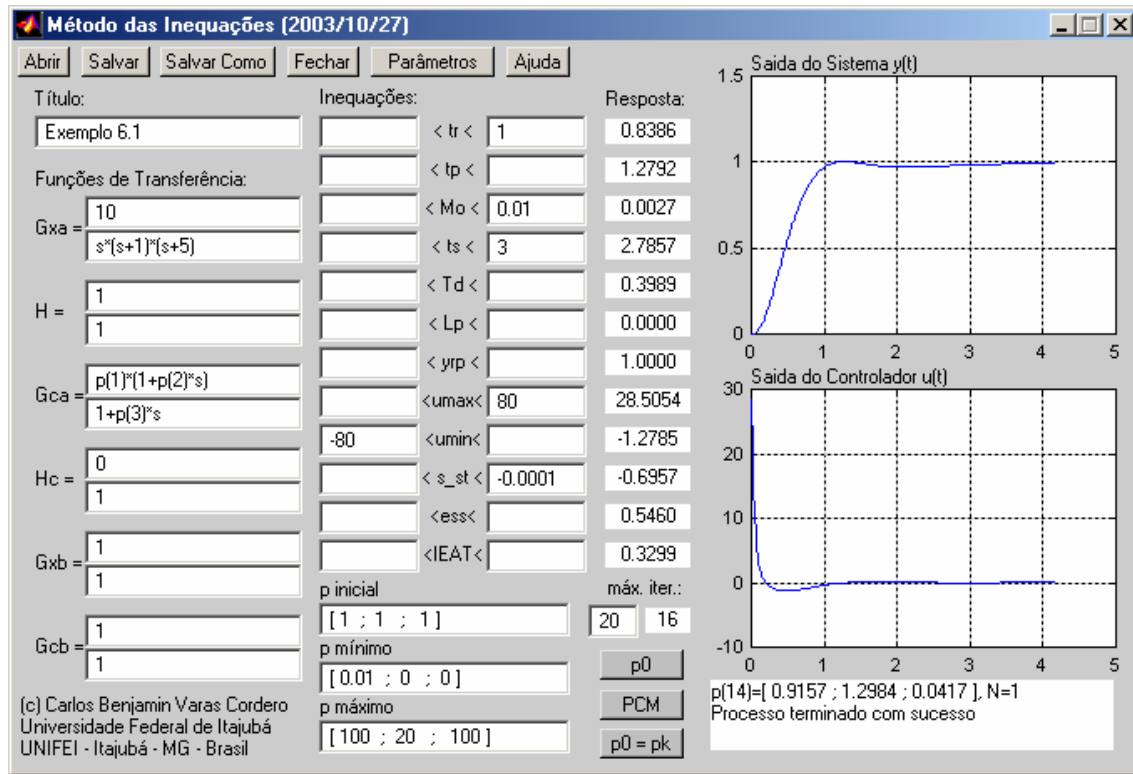 Método das Inequações (2003/10/27)
Abrir Salvar Salvar Como Fechar Parâmetros Ajuda
Título:
Exemplo 6.1
Funções de Transferência:
Gxa =
10
s*(s+1)*(s+5)
H =
1
1
Gca =
p(1)*(1+p(2)*s)
1+p(3)*s
Hc =
0
1
Gxb =
1
1
Gcb =
1
1
(c) Carlos Benjamin Varas Cordero
Universidade Federal de Itajubá
UNIFEI - Itajubá - MG - Brasil
Inequações: Resposta:
< tr < 1 0.8386
< tp < 1.2792
< Mo < 0.01 0.0027
< ts < 3 2.7857
< Td < 0.3989
< Lp < 0.0000
< yrp < 1.0000
<umax< 80 28.5054
-80 <umin< -1.2785
< s_st < -0.0001 -0.6957
<ess< 0.5460
<IEAT< 0.3299
p inicial
[ 1 ; 1 ; 1 ]
p mínimo
[ 0.01 ; 0 ; 0 ]
p máximo
[ 100 ; 20 ; 100 ]
máx. iter.:
20 16
p0
PCM
p0 = pk
Saida do Sistema y(t)
1.5
1
0.5
0
0 1 2 3 4 5
Saida do Controlador u(t)
30
20
10
0
-10
0 1 2 3 4 5
p(14)=[ 0.9157 ; 1.2984 ; 0.0417 ], N=1
Processo terminado com sucesso